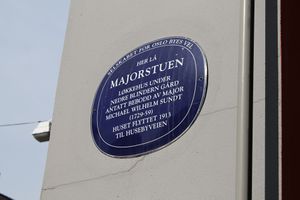 SELSKABET FOR OSLO BYES VEL
HER LÅ
MAJORSTUEN
LØKKEHUS UNDER
NEDRE BLINDERN GÅRD
ANTATT BEBODD AV MAJOR
MICHAEL WILHELM SUNDT
(1729-59)
HUSET FLYTTET 1913
TIL HUSEBYVEIEN